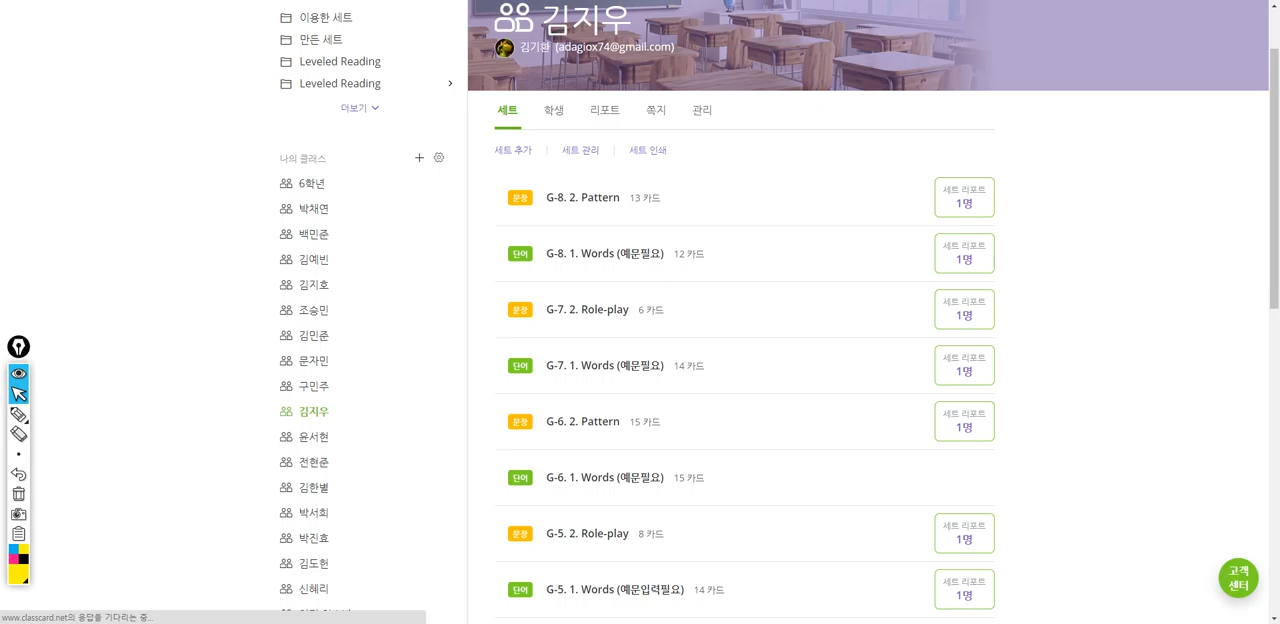 이용한 세트
만든 세트
Leveled Reading
Leveled Reading
더보기
나의 클래스
6학년
박채연
백민준
김예빈
김지호
조승민
김민준
문자민
구민주
김지우
윤서현
전현준
김한별
박서희
박진효
김도헌
신혜리
www.classcard.net의 응답을 기다리는 중...
김지우
김기환 (adagiox74@gmail.com)
세트 학생 리포트 쪽지 관리
세트 추가 세트 관리 세트 인쇄
문장 G-8. 2. Pattern 13 카드 세트 리포트 1명
단어 G-8. 1. Words (예문필요) 12 카드 세트 리포트 1명
문장 G-7. 2. Role-play 6 카드 세트 리포트 1명
단어 G-7. 1. Words (예문필요) 14 카드 세트 리포트 1명
문장 G-6. 2. Pattern 15 카드 세트 리포트 1명
단어 G-6. 1. Words (예문필요) 15 카드
문장 G-5. 2. Role-play 8 카드 세트 리포트 1명
단어 G-5. 1. Words (예문입력필요) 14 카드 세트 리포트 1명
고객
센터